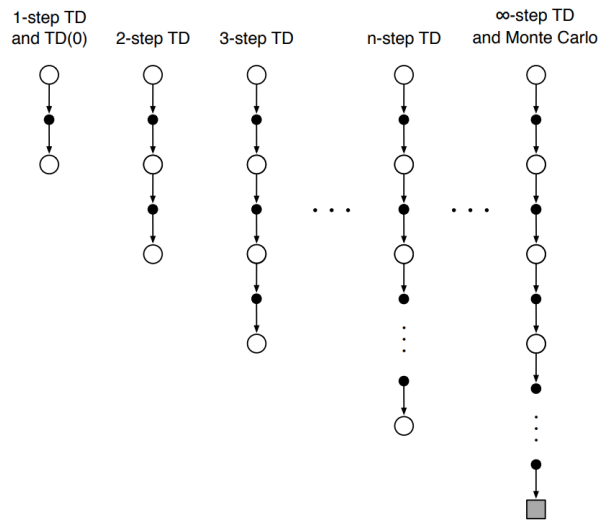 1-step TD
and TD(0)
2-step TD
3-step TD
n-step TD
∞-step TD
and Monte Carlo